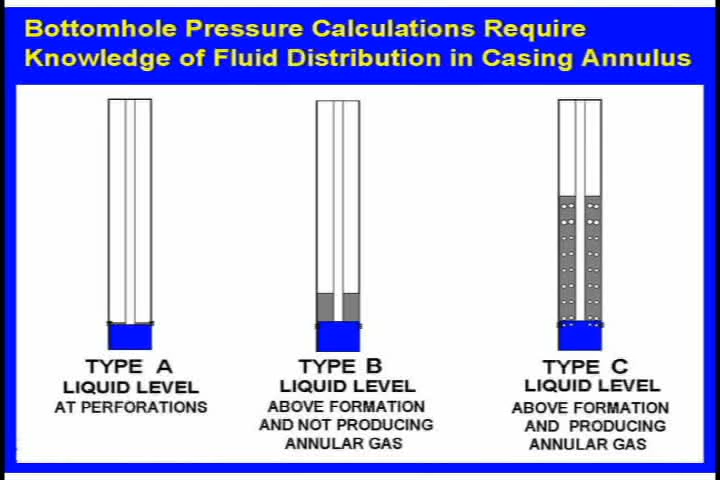 Bottomhole Pressure Calculations Require
Knowledge of Fluid Distribution in Casing Annulus
TYPE A
LIQUID LEVEL
AT PERFORATIONS
TYPE B
LIQUID LEVEL
ABOVE FORMATION
AND NOT PRODUCING
ANNULAR GAS
TYPE C
LIQUID LEVEL
ABOVE FORMATION
AND PRODUCING
ANNULAR GAS